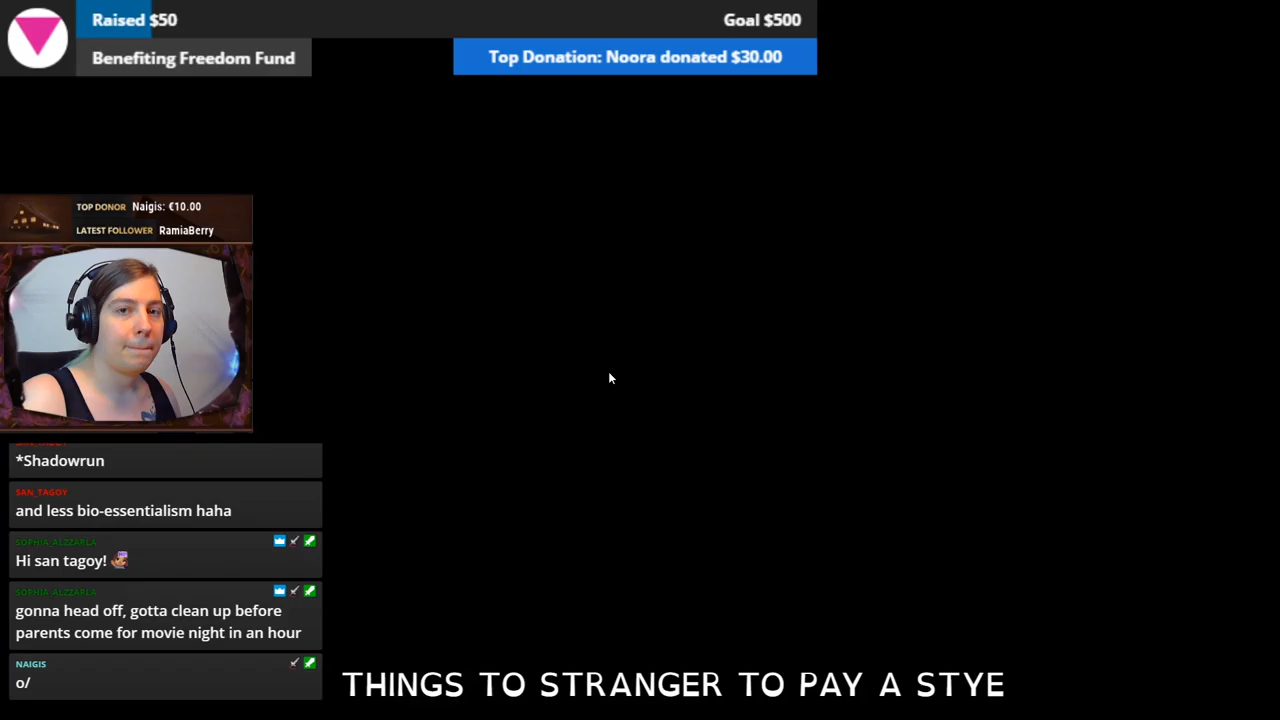 Raised $50
Goal $500
Benefiting Freedom Fund
Top Donation: Noora donated $30.00
TOP DONOR Naigis: €10.00
LATEST FOLLOWER RamiaBerry
*Shadowrun
SAN_TAGOY
and less bio-essentialism haha
SOPHIA_ALZZARLA
Hi san tagoy!
SOPHIA_ALZZARLA
gonna head off, gotta clean up before
parents come for movie night in an hour
NAIGIS
o/
THINGS TO STRANGER TO PAY A STYE